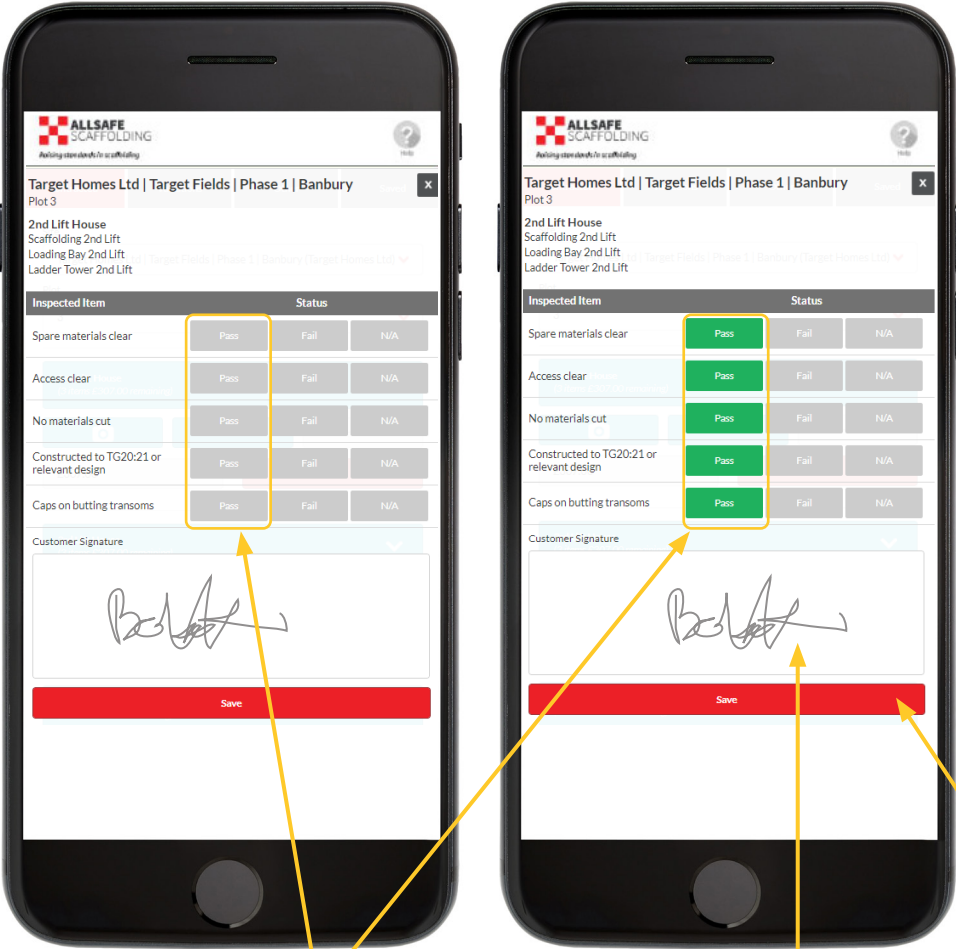 ALLSAFE
SCAFFOLDING
Raising standards in scaffolding
Help
Target Homes Ltd | Target Fields | Phase 1 | Banbury
x
Plot 3
2nd Lift House
Scaffolding 2nd Lift
Loading Bay 2nd Lift
Ladder Tower 2nd Lift
Inspected Item Status
Spare materials clear Pass Fail N/A
Access clear Pass Fail N/A
No materials cut Pass Fail N/A
Constructed to TG20:21 or
relevant design Pass Fail N/A
Caps on butting transoms Pass Fail N/A
Customer Signature
Save
ALLSAFE
SCAFFOLDING
Raising standards in scaffolding
Help
Target Homes Ltd | Target Fields | Phase 1 | Banbury
x
Plot 3
2nd Lift House
Scaffolding 2nd Lift
Loading Bay 2nd Lift
Ladder Tower 2nd Lift
Inspected Item Status
Spare materials clear Pass Fail N/A
Access clear Pass Fail N/A
No materials cut Pass Fail N/A
Constructed to TG20:21 or
relevant design Pass Fail N/A
Caps on butting transoms Pass Fail N/A
Customer Signature
Save